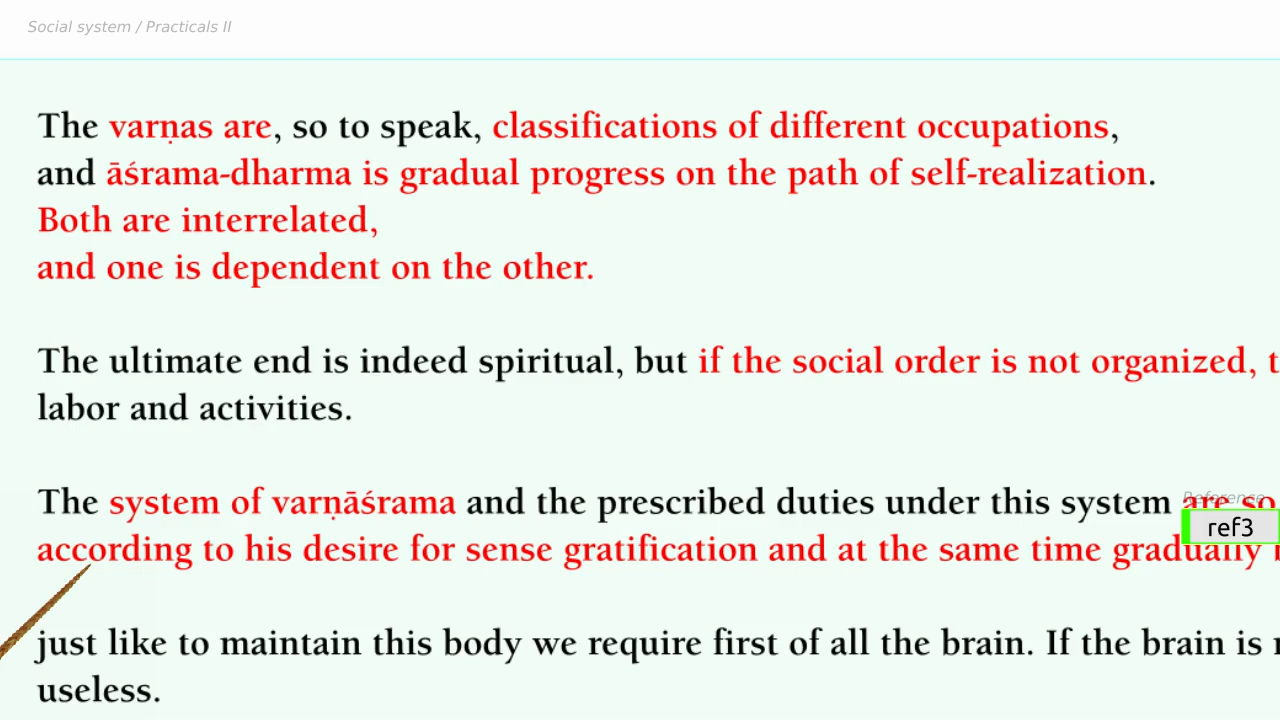 Social system / Practicals II
The varṇas are, so to speak, classifications of different occupations,
and āśrama-dharma is gradual progress on the path of self-realization.
Both are interrelated,
and one is dependent on the other.
The ultimate end is indeed spiritual, but if the social order is not organized,
labor and activities.
The system of varṇāśrama and the prescribed duties under this system are so
Reference
ref3
according to his desire for sense gratification and at the same time gradually
just like to maintain this body we require first of all the brain. If the brain is
useless.